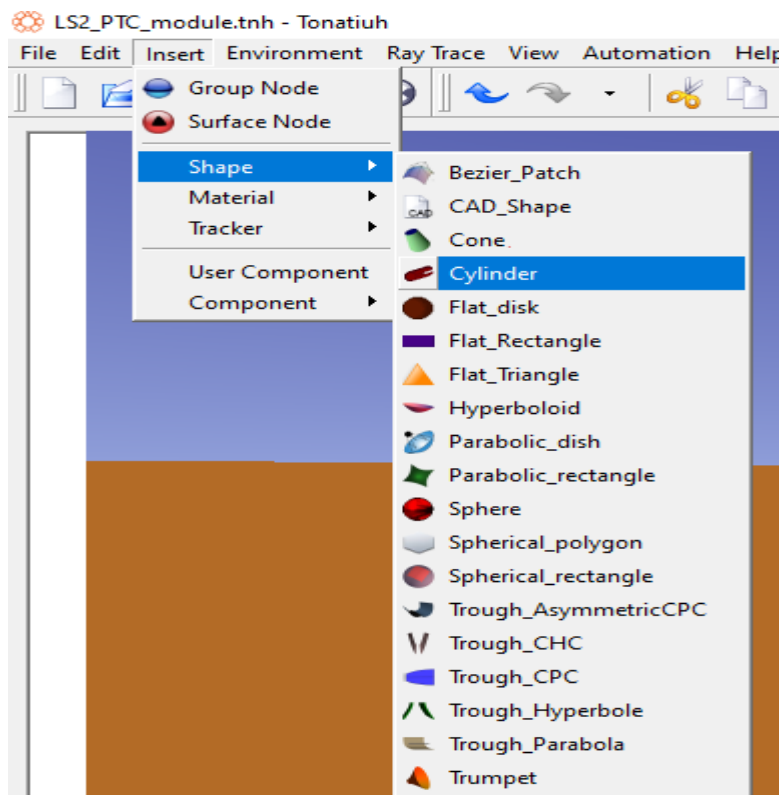 LS2_PTC_module.tnh - Tonatiuh
File Edit Insert Environment Ray Trace View Automation Help
Group Node
Surface Node
Shape
Material
Tracker
User Component
Component
Bezier_Patch
CAD
CAD_Shape
Cone.
Cylinder
Flat_disk
Flat_Rectangle
Flat_Triangle
Hyperboloid
Parabolic_dish
Parabolic_rectangle
Sphere
Spherical_polygon
Spherical_rectangle
Trough_AsymmetricCPC
Trough_CHC
Trough_CPC
Trough_Hyperbole
Trough_Parabola
Trumpet